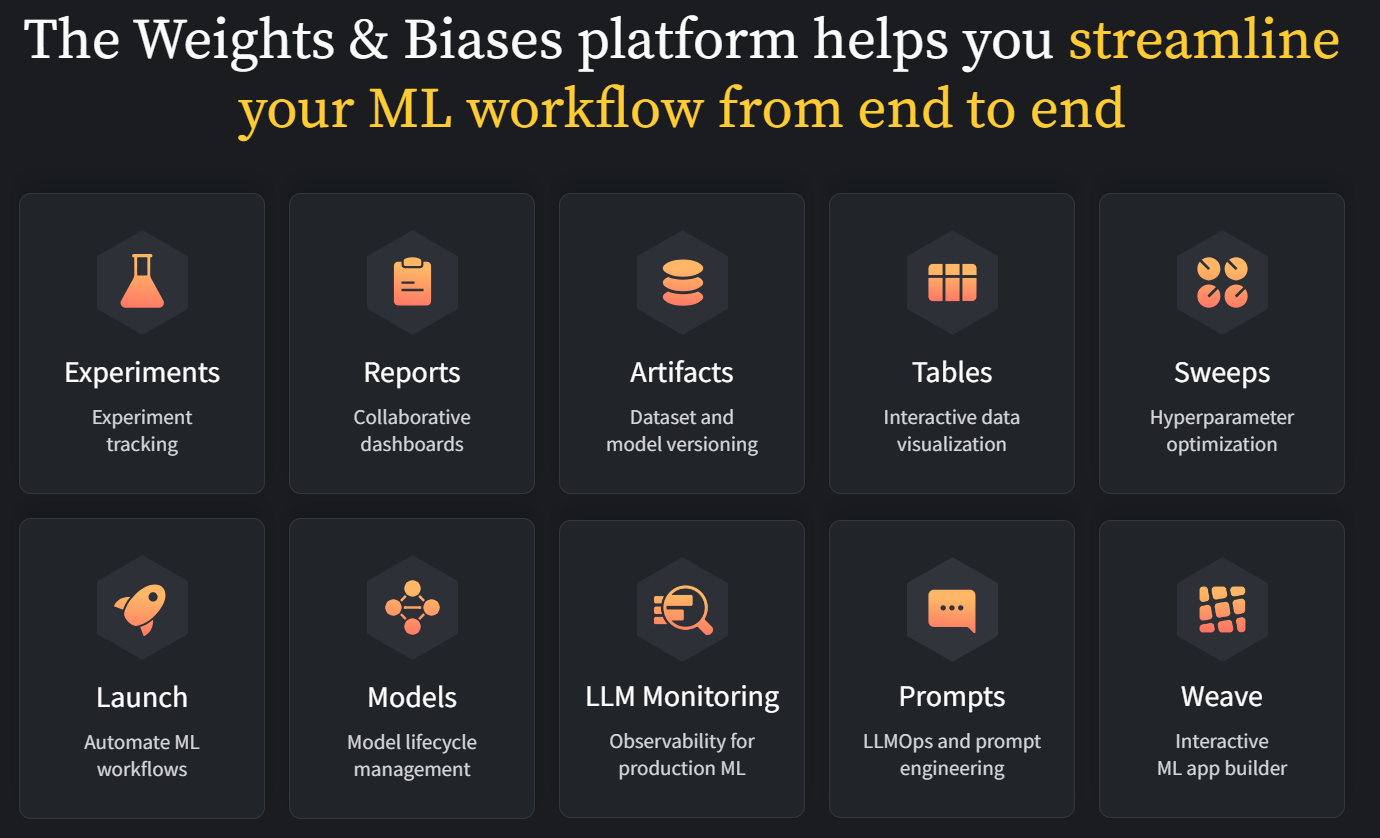 The Weights & Biases platform helps you streamline
your ML workflow from end to end
Experiments
Experiment
tracking
Reports
Collaborative
dashboards
Artifacts
Dataset and
model versioning
Tables
Interactive data
visualization
Sweeps
Hyperparameter
optimization
Launch
Automate ML
workflows
Models
Model lifecycle
management
LLM Monitoring
Observability for
production ML
Prompts
LLMOps and prompt
engineering
Weave
Interactive
ML app builder